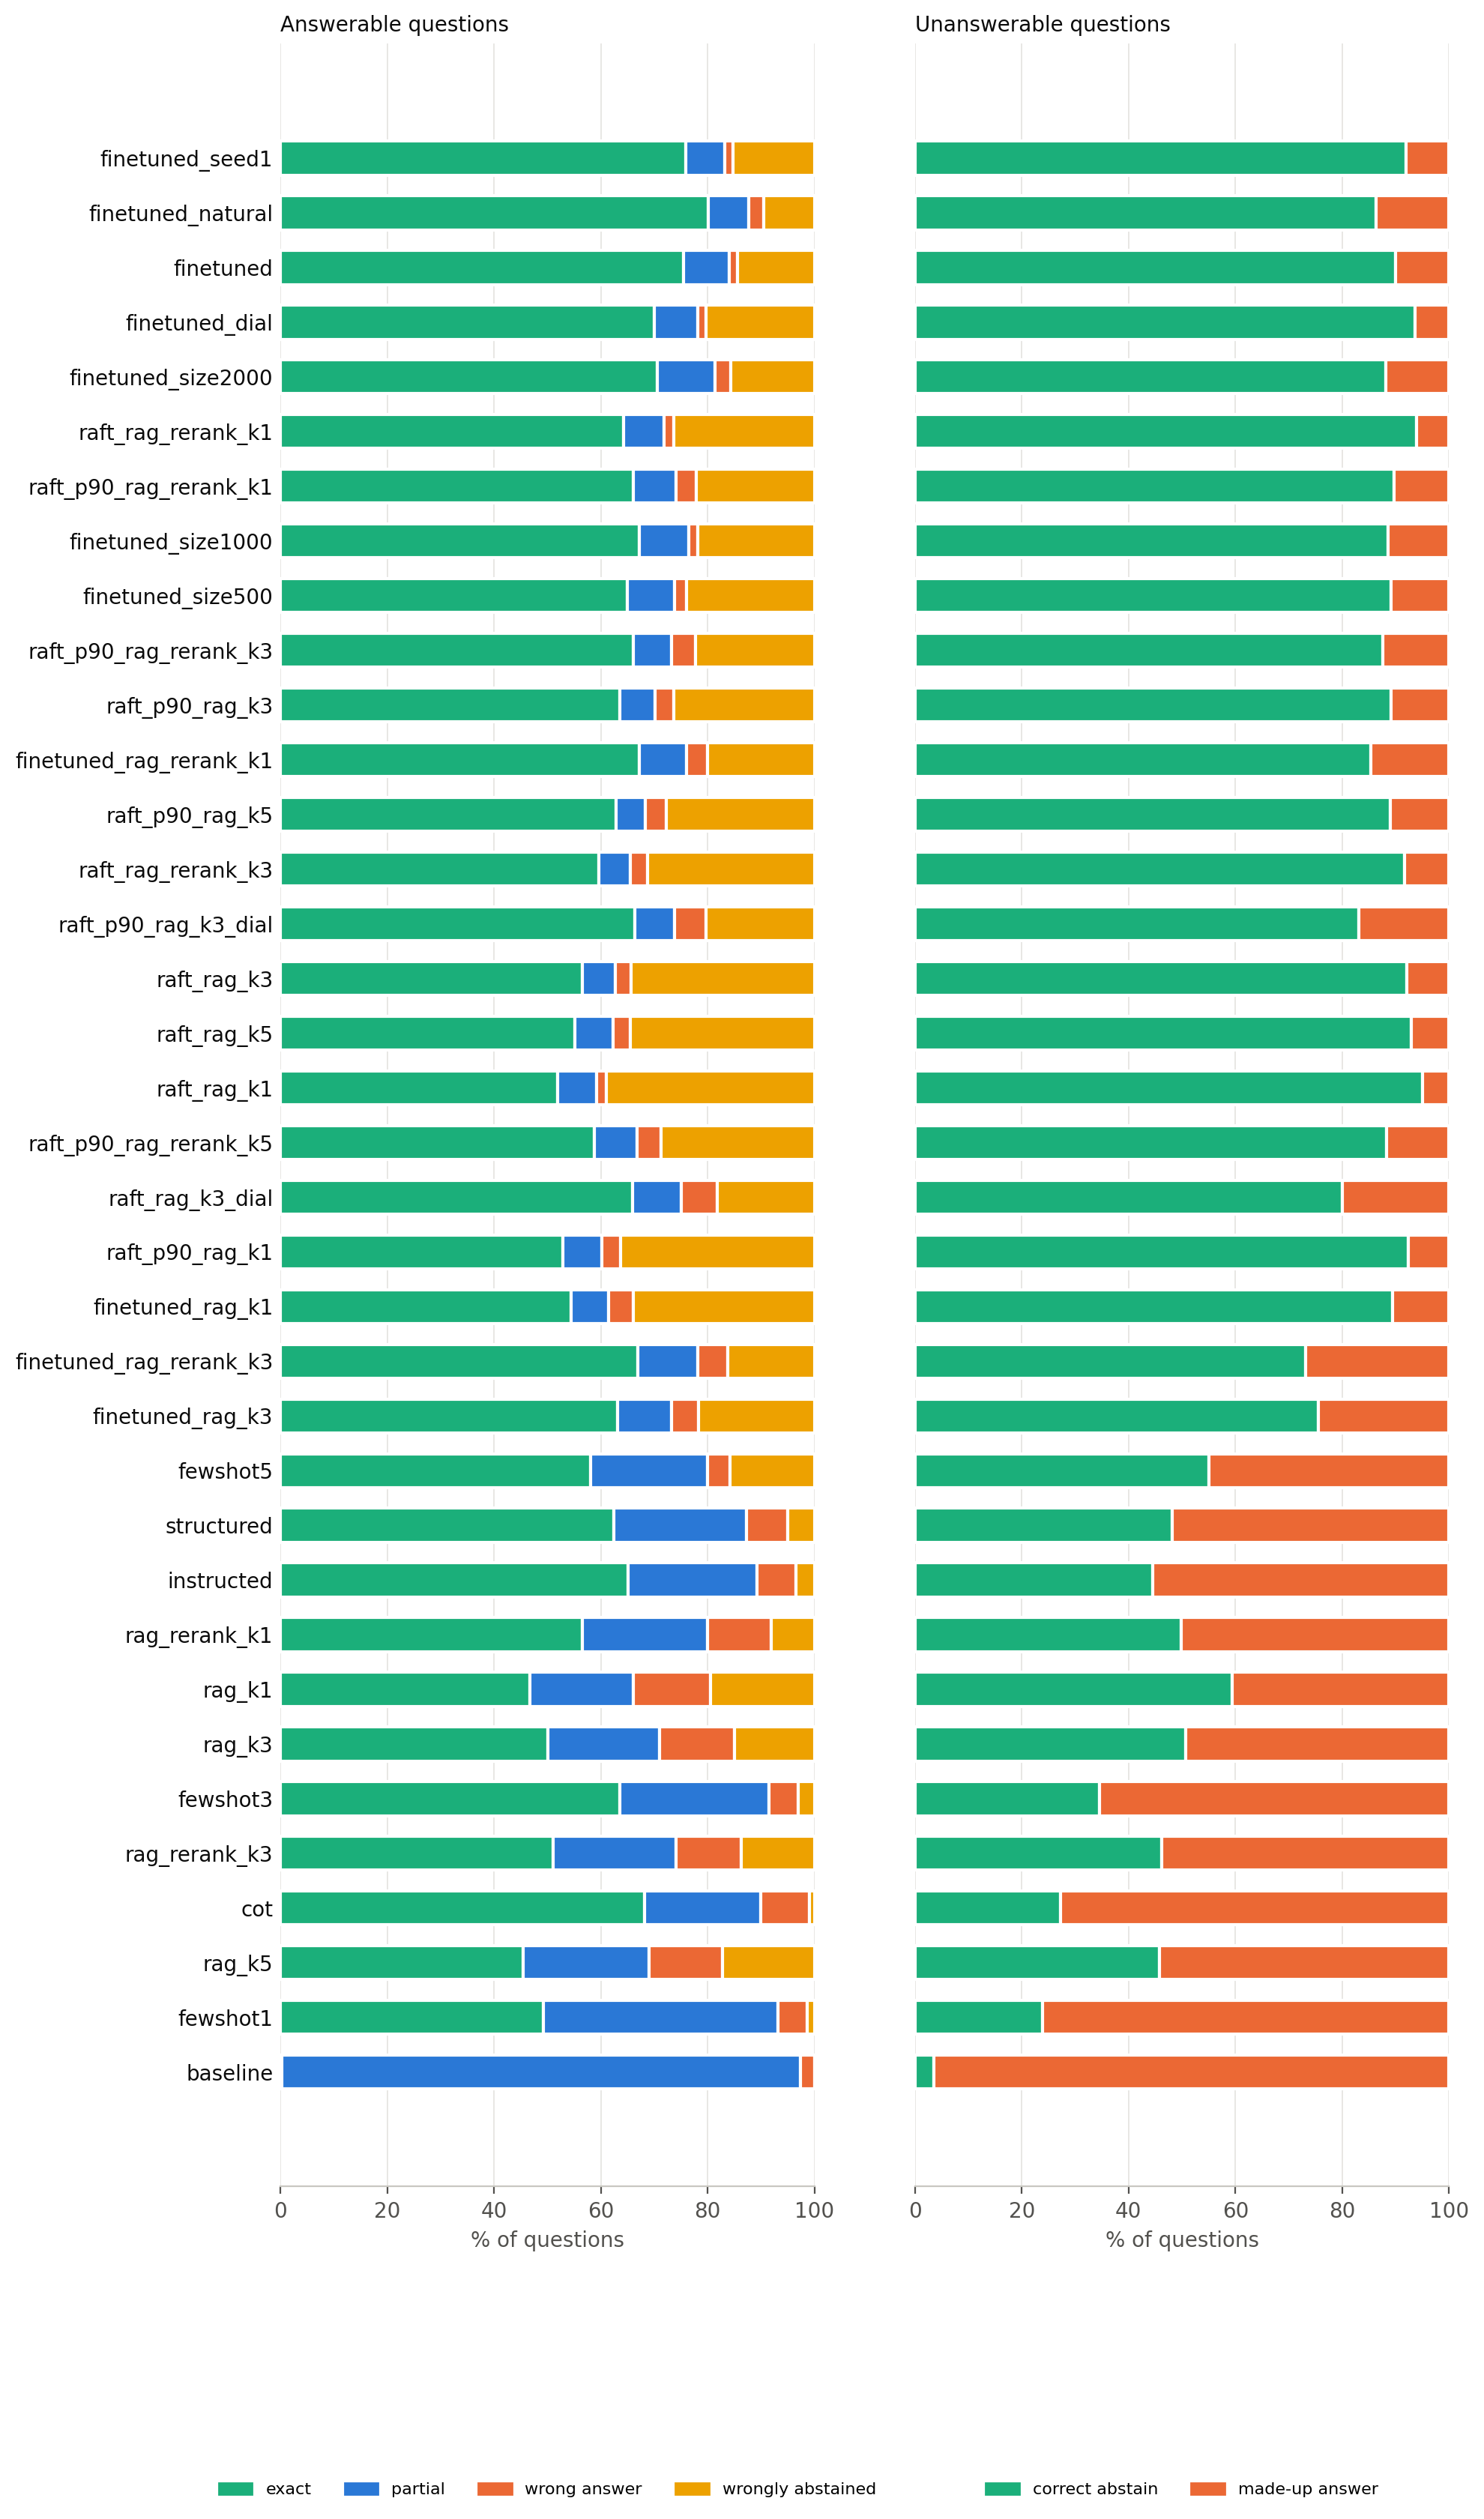 Answerable questions
Unanswerable questions
finetuned_seed1
finetuned_natural
finetuned
finetuned_dial
finetuned_size2000
raft_rag_rerank_k1
raft_p90_rag_rerank_k1
finetuned_size1000
finetuned_size500
raft_p90_rag_rerank_k3
raft_p90_rag_k3
finetuned_rag_rerank_k1
raft_p90_rag_k5
raft_rag_rerank_k3
raft_p90_rag_k3_dial
raft_rag_k3
raft_rag_k5
raft_rag_k1
raft_p90_rag_rerank_k5
raft_rag_k3_dial
raft_p90_rag_k1
finetuned_rag_k1
finetuned_rag_rerank_k3
finetuned_rag_k3
fewshot5
structured
instructed
rag_rerank_k1
rag_k1
rag_k3
fewshot3
rag_rerank_k3
cot
rag_k5
fewshot1
baseline
0 20 40 60 80 100
0 20 40 60 80 100
% of questions
% of questions
exact partial wrong answer wrongly abstained
correct abstain made-up answer